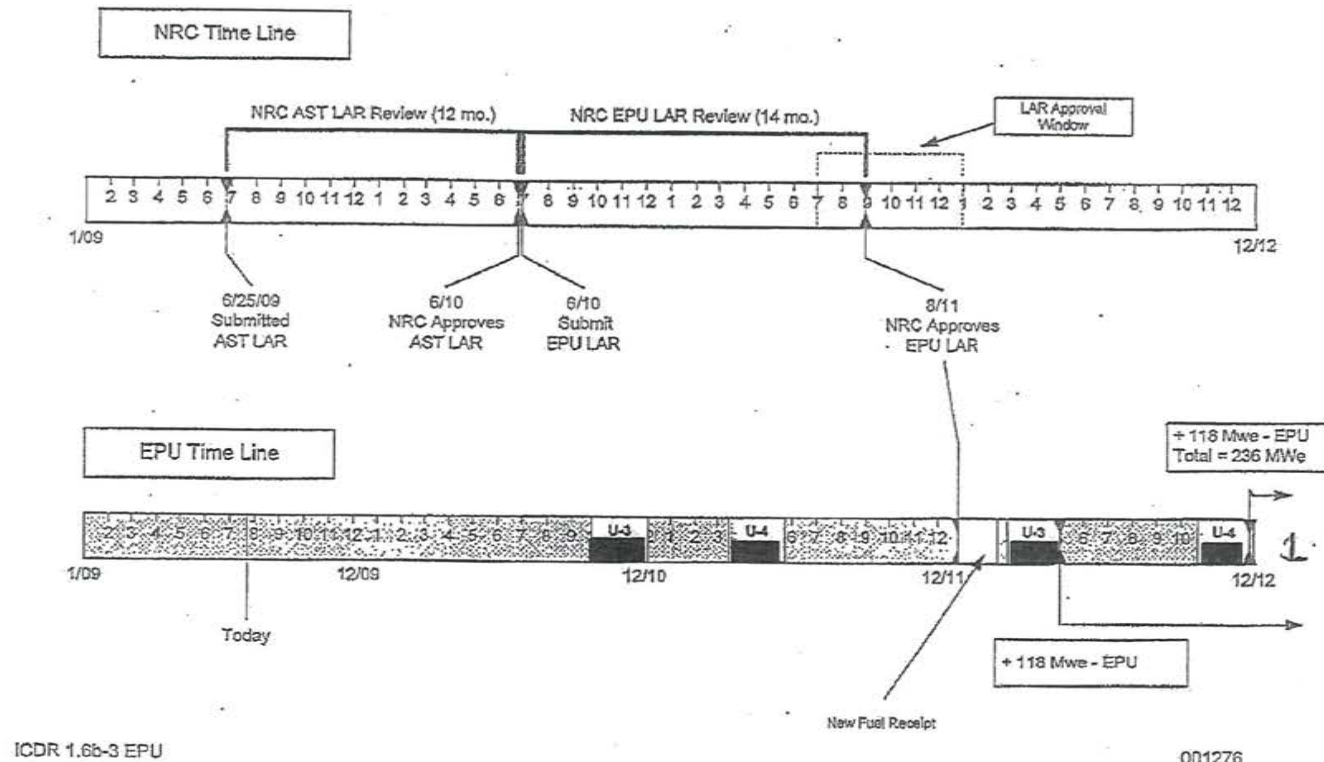 NRC Time Line
NRC AST LAR Review (12 mo.)
NRC EPU LAR Review (14 mo.)
LAR Approval
Window
2 3 4 5 6 7 8 9 10 11 12 1 2 3 4 5 6 7 8 9 10 11 12 1 2 3 4 5 6 7 8 9 10 11 12 1 2 3 4 5 6 7 8 9 10 11 12
1/09
12/12
6/25/09
Submitted
AST LAR
6/10
NRC Approves
AST LAR
6/10
Submit
EPU LAR
8/11
NRC Approves
EPU LAR
EPU Time Line
+ 118 Mwe - EPU
Total = 236 MWe
2 3 4 5 6 7 8 9 10 11 12 1 2 3 4 5 6 7 8 9 U-3 1 2 3 U-4 6 7 8 9 10 11 12 U-3 6 7 8 9 10 U-4
1/09
12/09
12/10
12/11
12/12
Today
+ 118 Mwe - EPU
New Fuel Receipt
ICDR 1.6b-3 EPU
001276